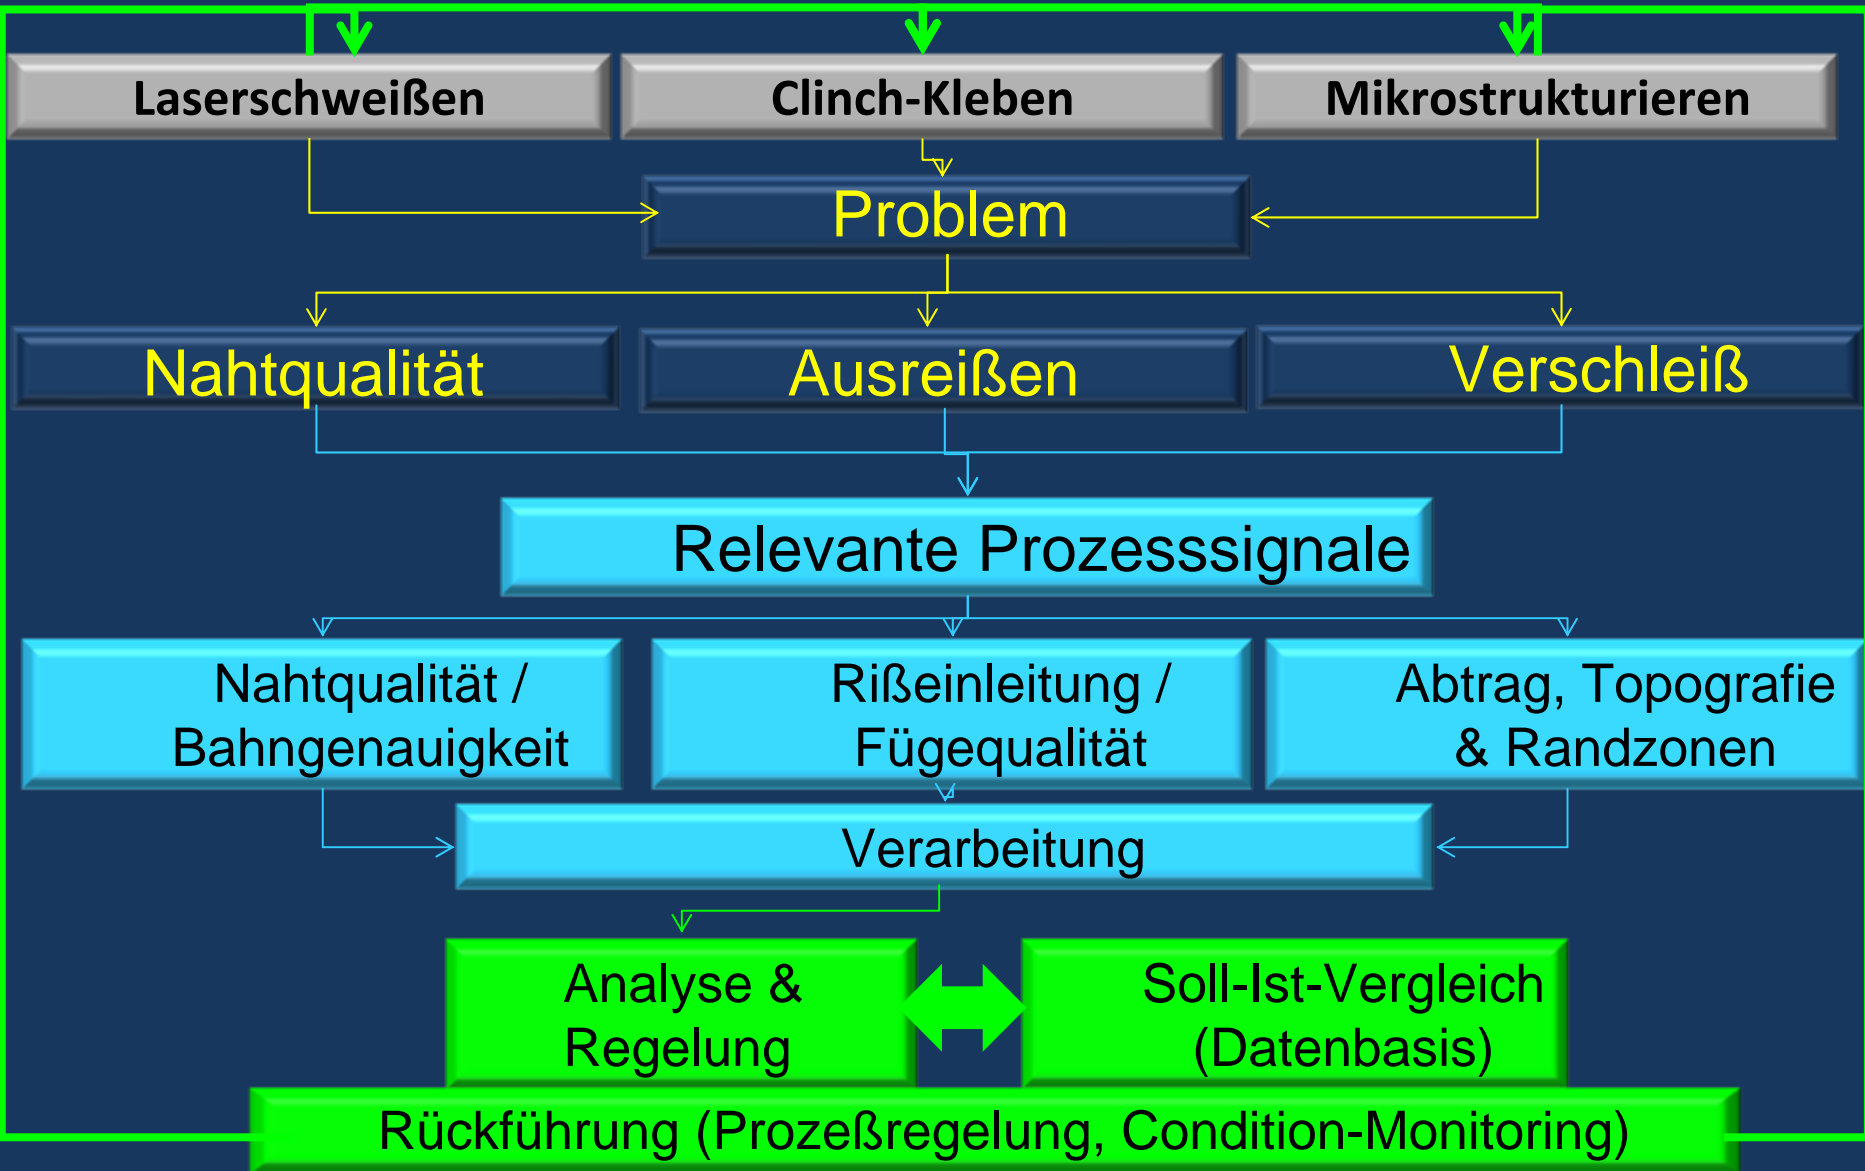 Laserschweißen
Clinch-Kleben
Mikrostrukturieren
Problem
Nahtqualität
Ausreißen
Verschleiß
Relevante Prozesssignale
Nahtqualität /
Bahngenauigkeit
Rißeinleitung /
Fügequalität
Abtrag, Topografie
& Randzonen
Verarbeitung
Analyse &
Regelung
Soll-Ist-Vergleich
(Datenbasis)
Rückführung (Prozeßregelung, Condition-Monitoring)